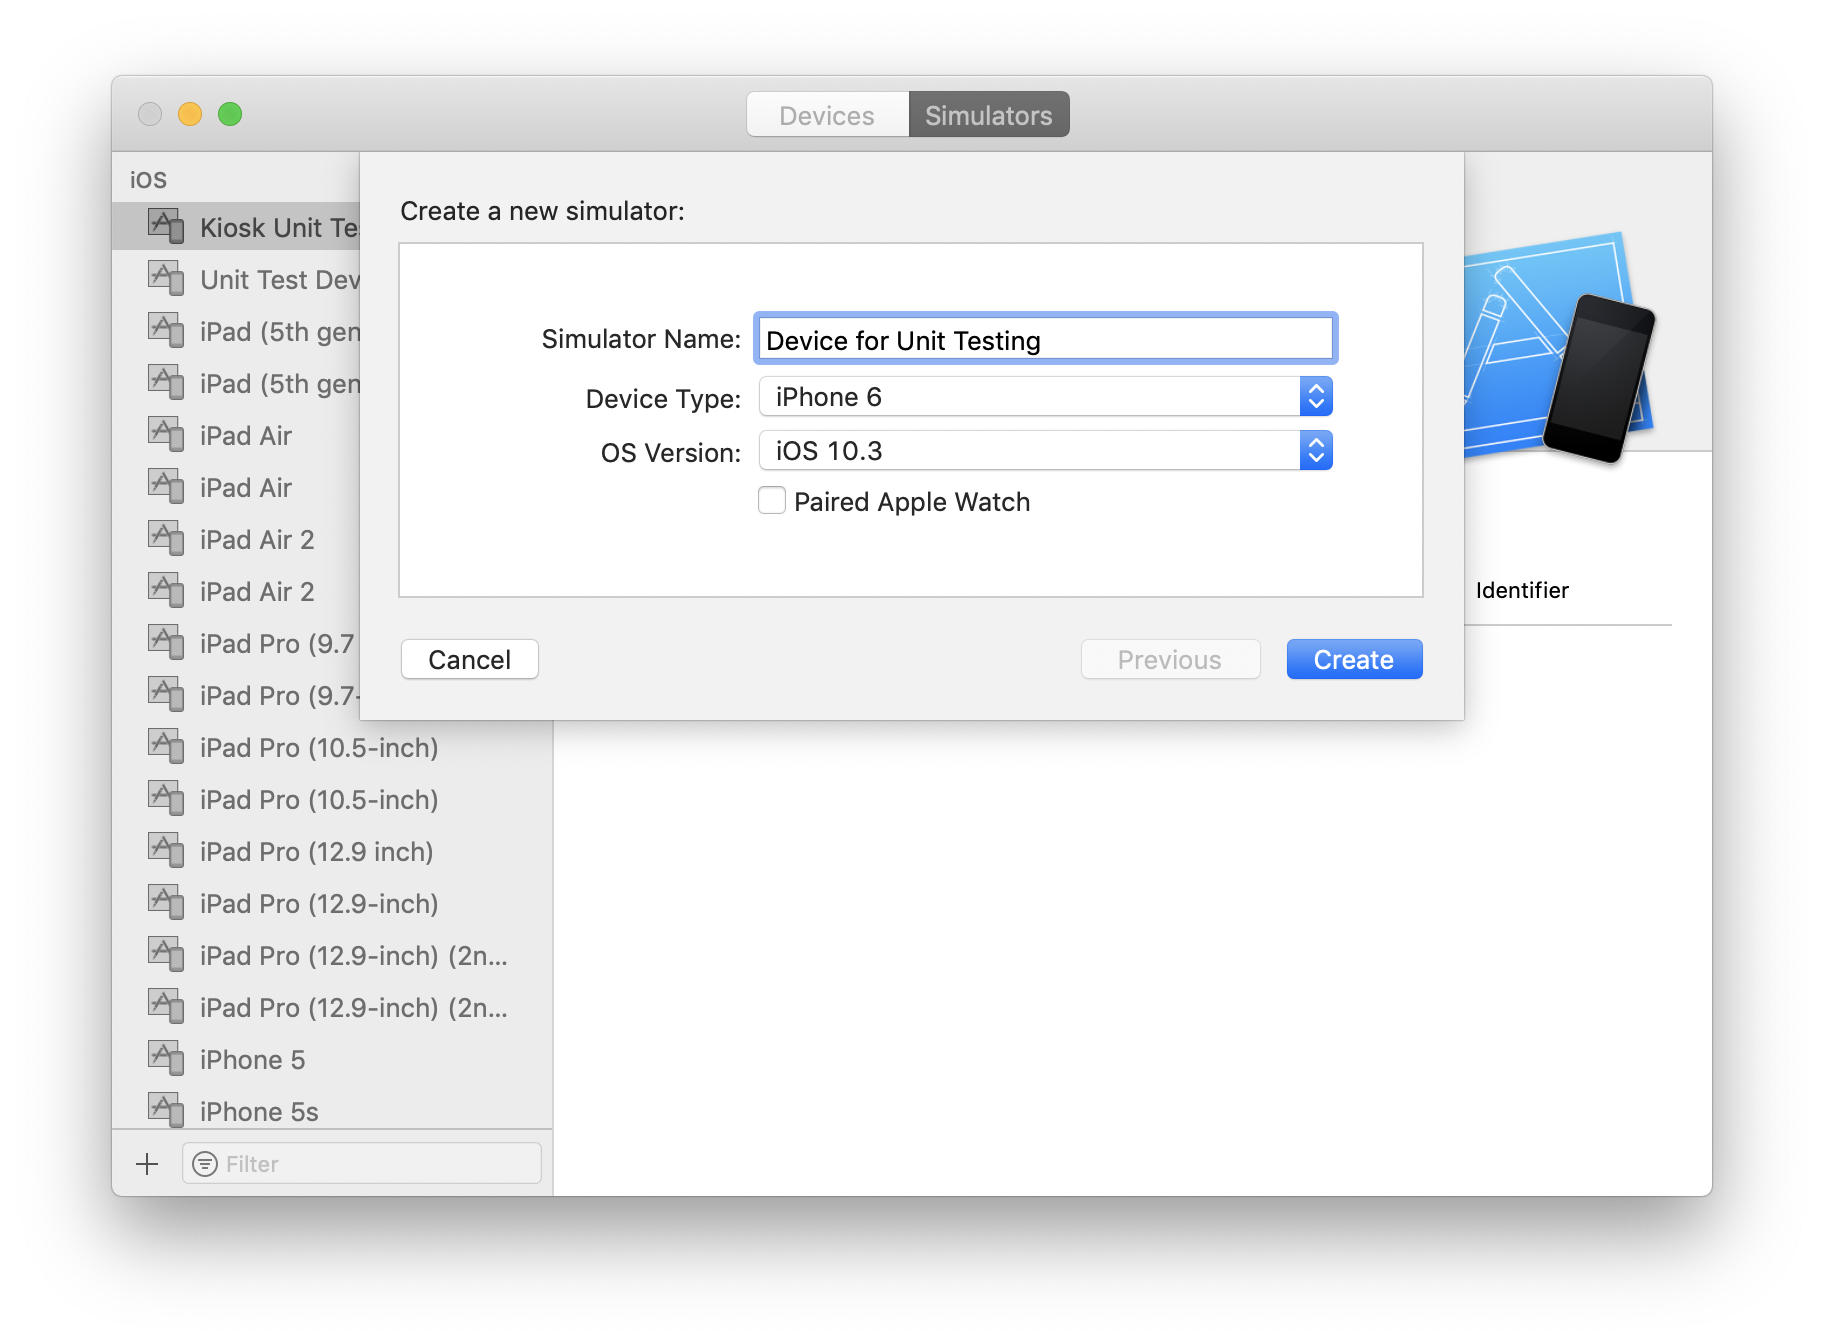 Devices
Simulators
iOS
Kiosk Unit Te
Unit Test Dev
iPad (5th gen
iPad (5th gen
iPad Air
iPad Air
iPad Air 2
iPad Air 2
iPad Pro (9.7
iPad Pro (9.7-
iPad Pro (10.5-inch)
iPad Pro (10.5-inch)
iPad Pro (12.9 inch)
iPad Pro (12.9-inch)
iPad Pro (12.9-inch) (2n...
iPad Pro (12.9-inch) (2n...
iPhone 5
iPhone 5s
Filter
Create a new simulator:
Simulator Name: Device for Unit Testing
Device Type: iPhone 6
OS Version: iOS 10.3
Paired Apple Watch
Cancel
Previous
Create
Identifier